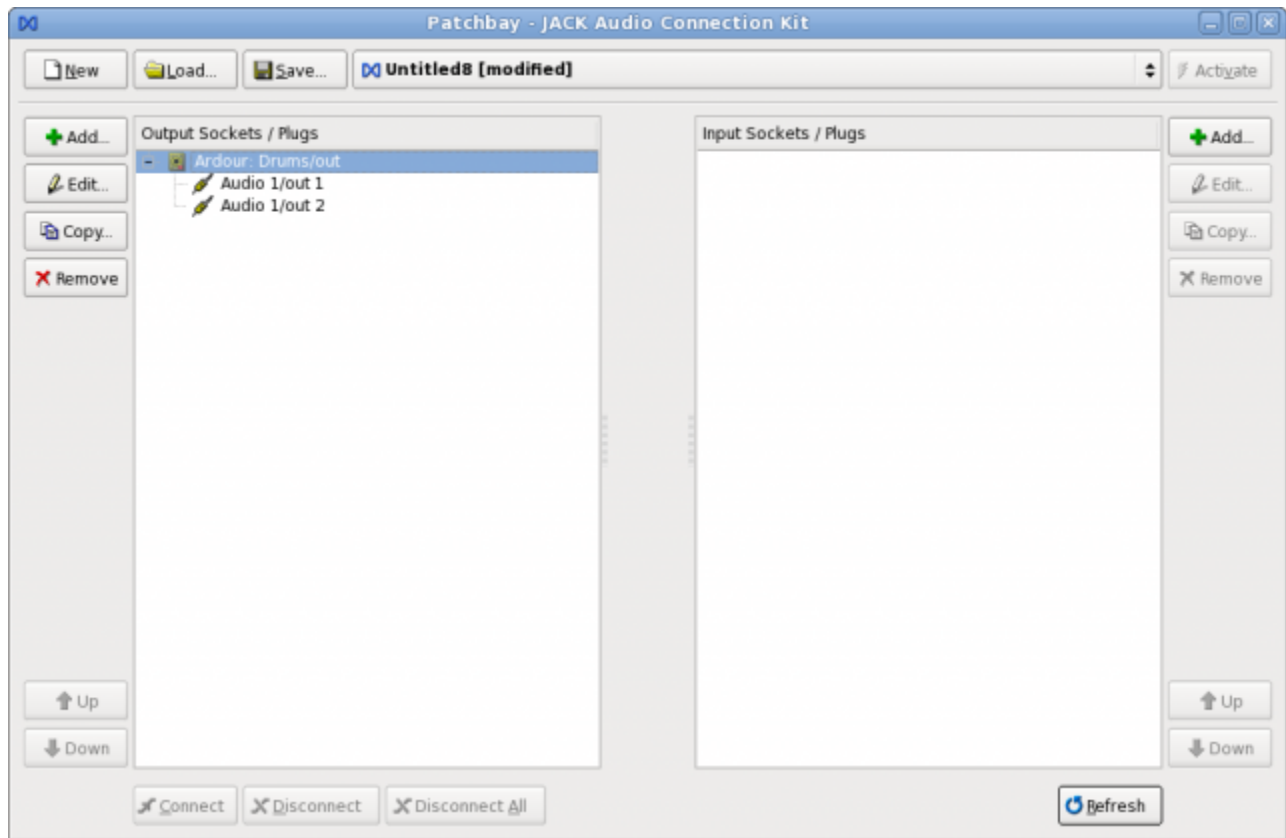 Patchbay - JACK Audio Connection Kit
New Load... Save... Untitled8 [modified] Activate
Add... Output Sockets / Plugs Input Sockets / Plugs Add...
Ardour: Drums/out
Edit... Audio 1/out 1 Edit...
Audio 1/out 2
Copy... Copy...
Remove Remove
Up Up
Down Down
Connect Disconnect Disconnect All Refresh